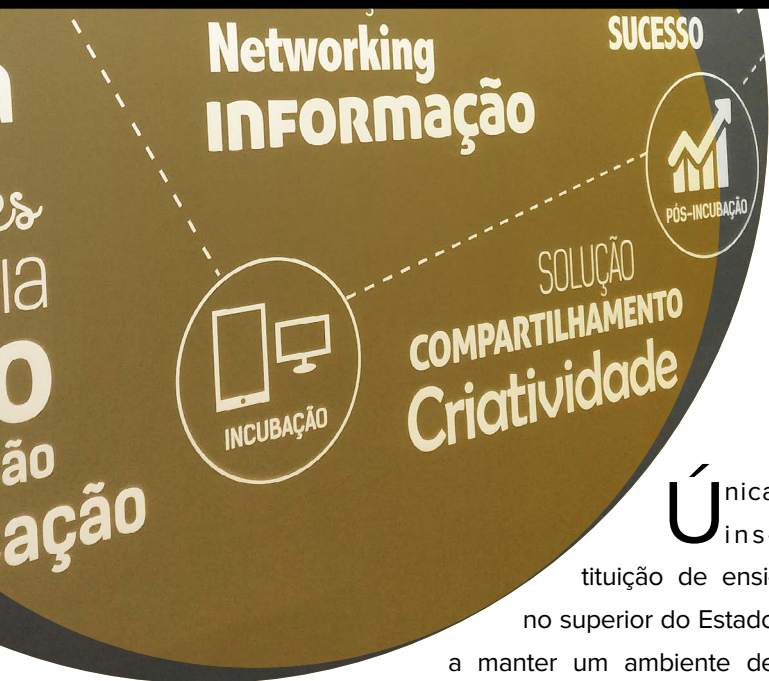 Networking
INFORmação
SUCESSO
PÓS-INCUBAÇÃO
SOLUÇÃO
COMPARTILHAMENTO
Criatividade
INCUBAÇÃO
ão
ação
Única
ins-
tituição de ensi-
no superior do Estado
a manter um ambiente de